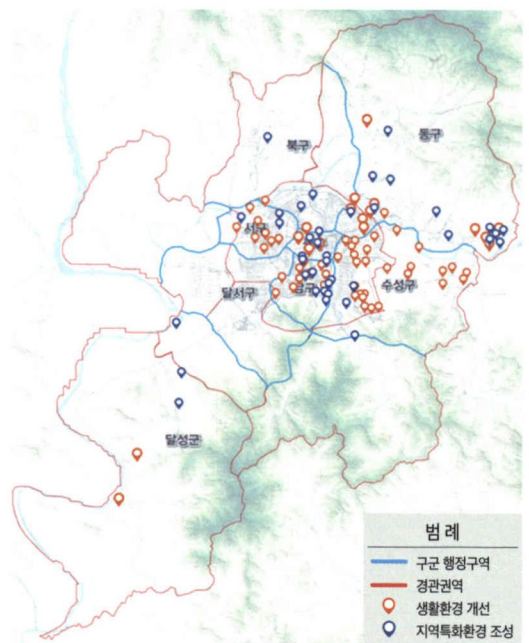 북구
동구
서구
남구
수성구
달서구
달성군
범 례
구군 행정구역
경관권역
생활환경 개선
지역특화환경 조성